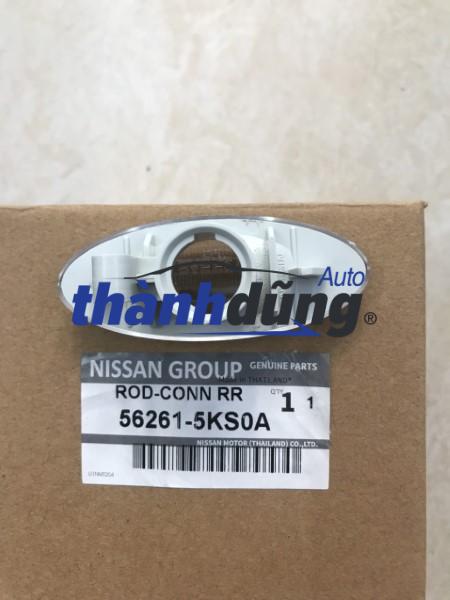 Auto
thànhdũng®
NISSAN GROUP GENUINE PARTS
MADE IN THAILAND
ROD-CONN RR Q'TY 1 1
56261-5KS0A
NISSAN MOTOR (THAILAND) CO.,LTD.